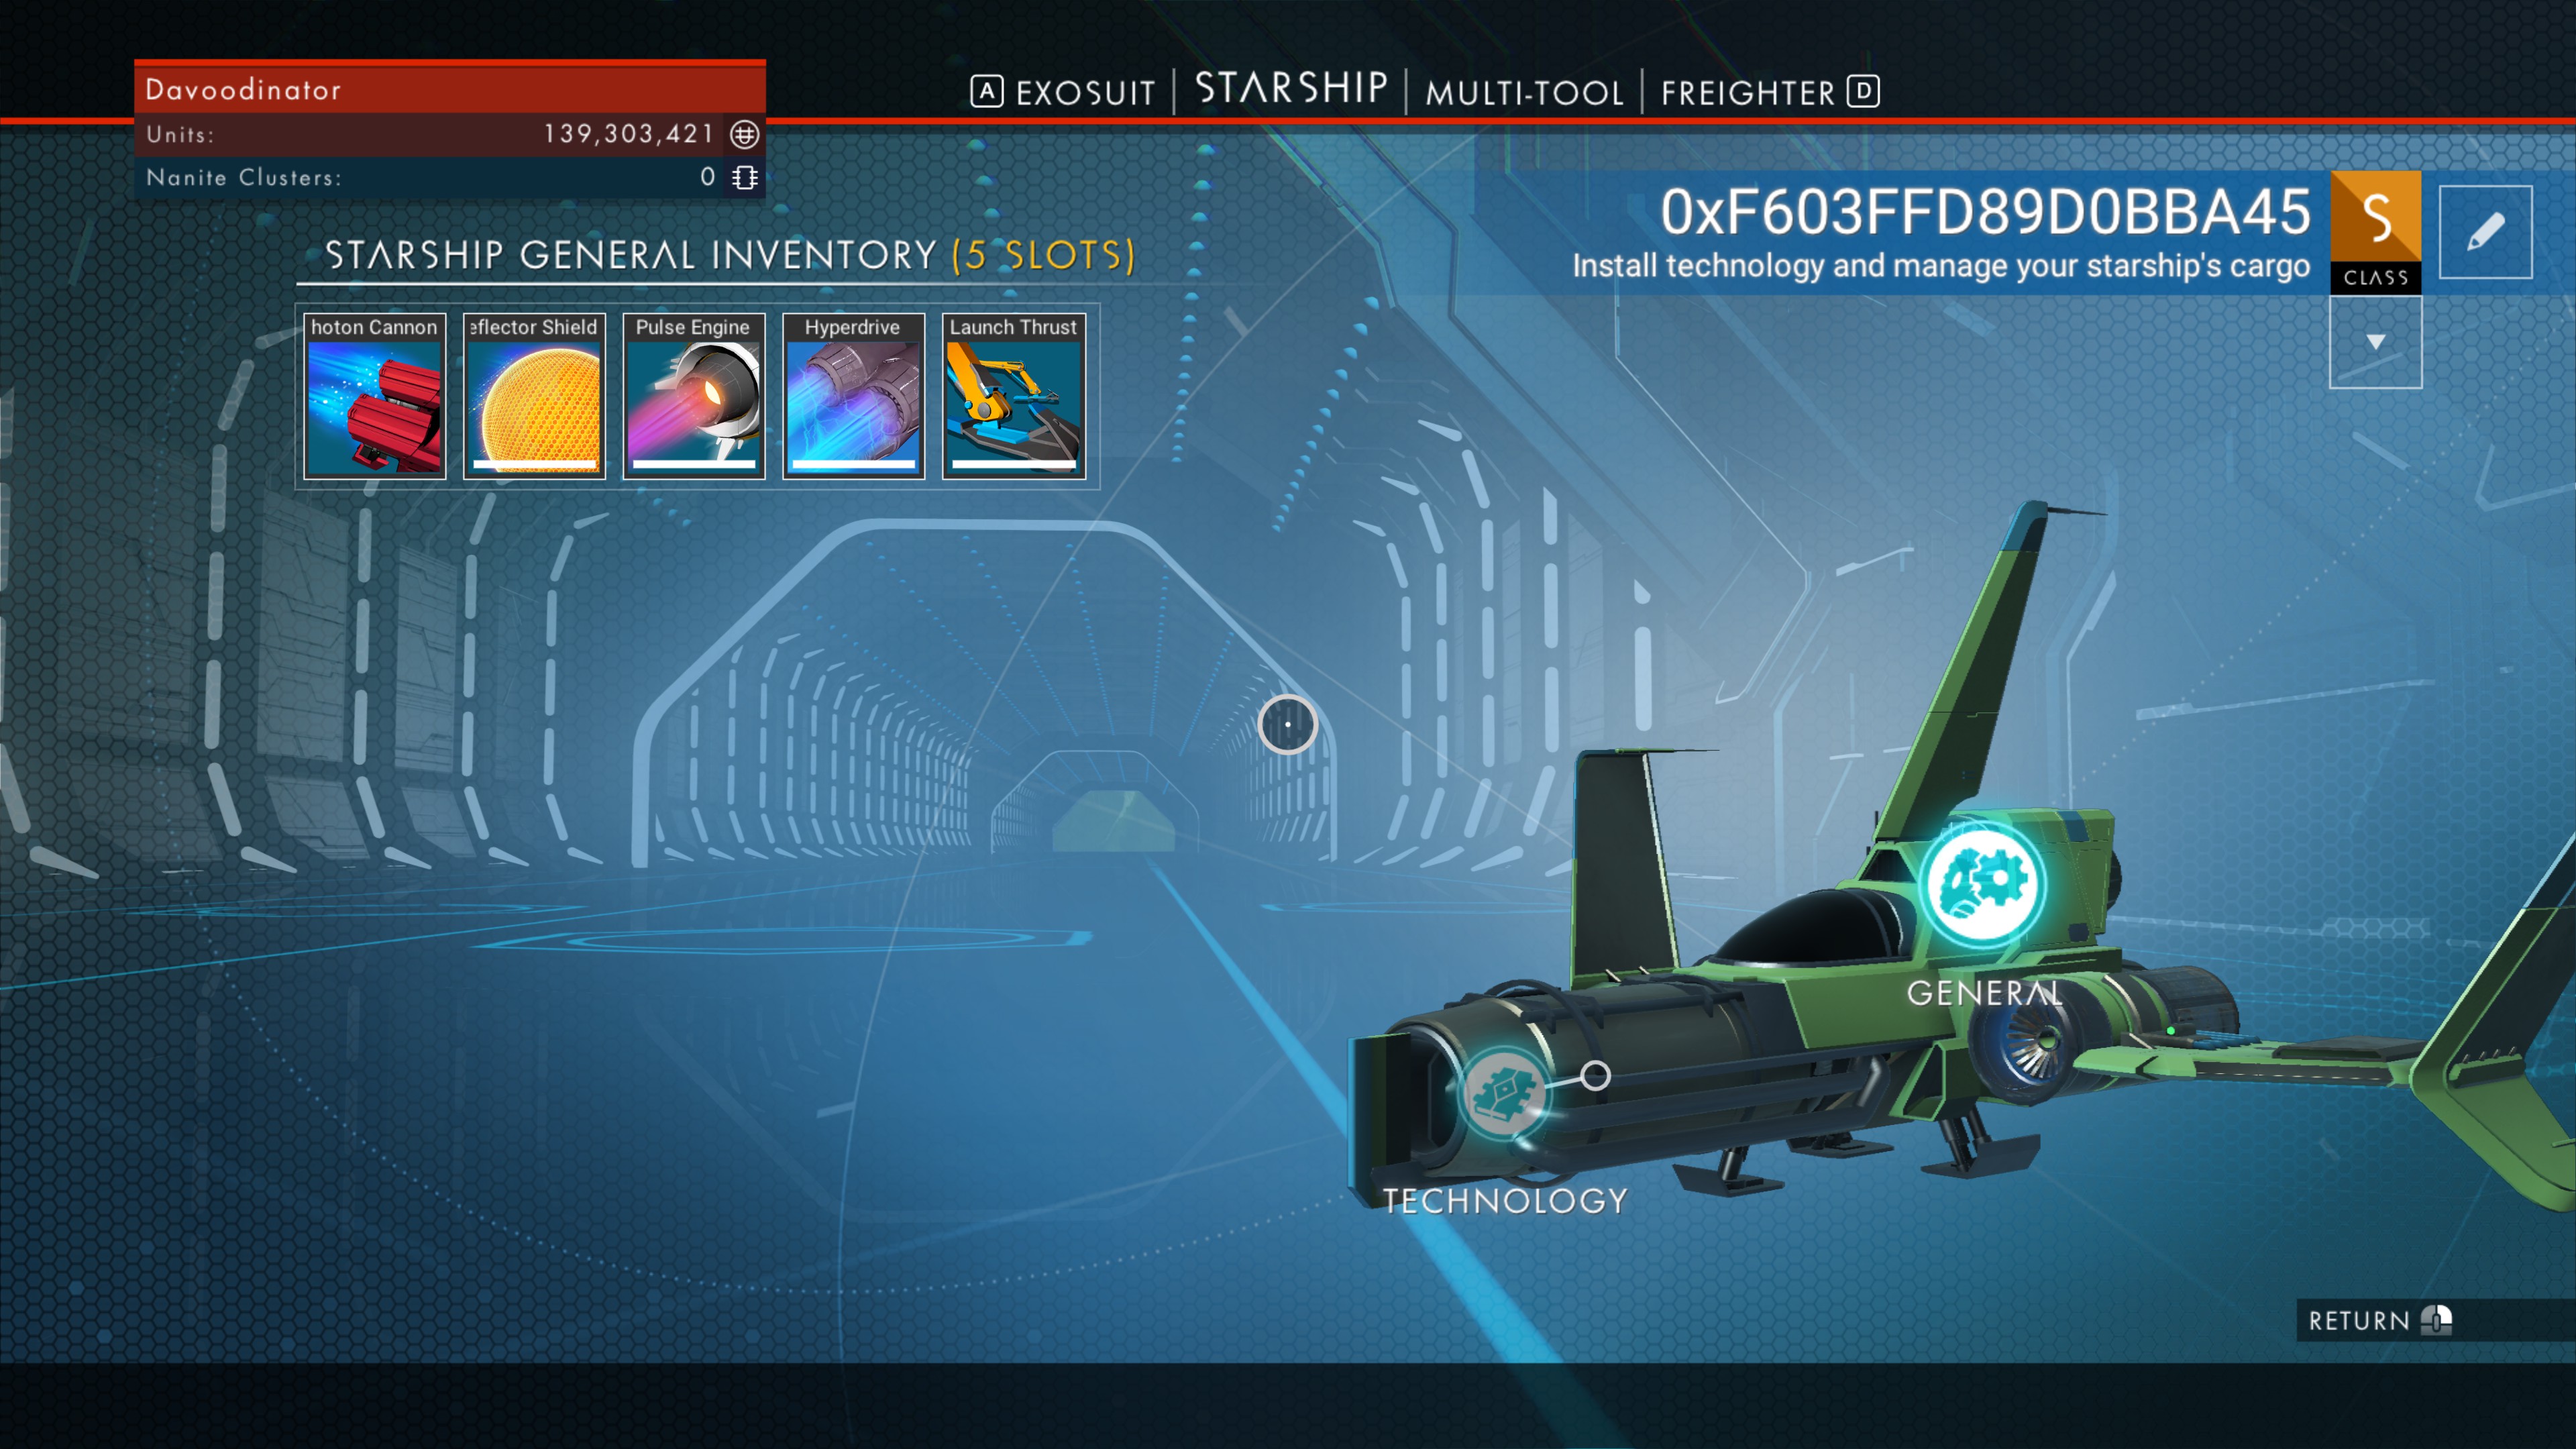 Davoodinator
Units: 139,303,421
Nanite Clusters: 0
A EXOSUIT STARSHIP MULTI-TOOL FREIGHTER D
0xF603FFD89D0BBA45
Install technology and manage your starship's cargo
S
CLASS
STARSHIP GENERAL INVENTORY (5 SLOTS)
hoton Cannon eflector Shield Pulse Engine Hyperdrive Launch Thrust
GENERAL
TECHNOLOGY
RETURN